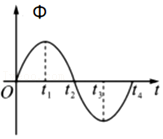 Φ
O t₁ t₂ t₃ t₄ t